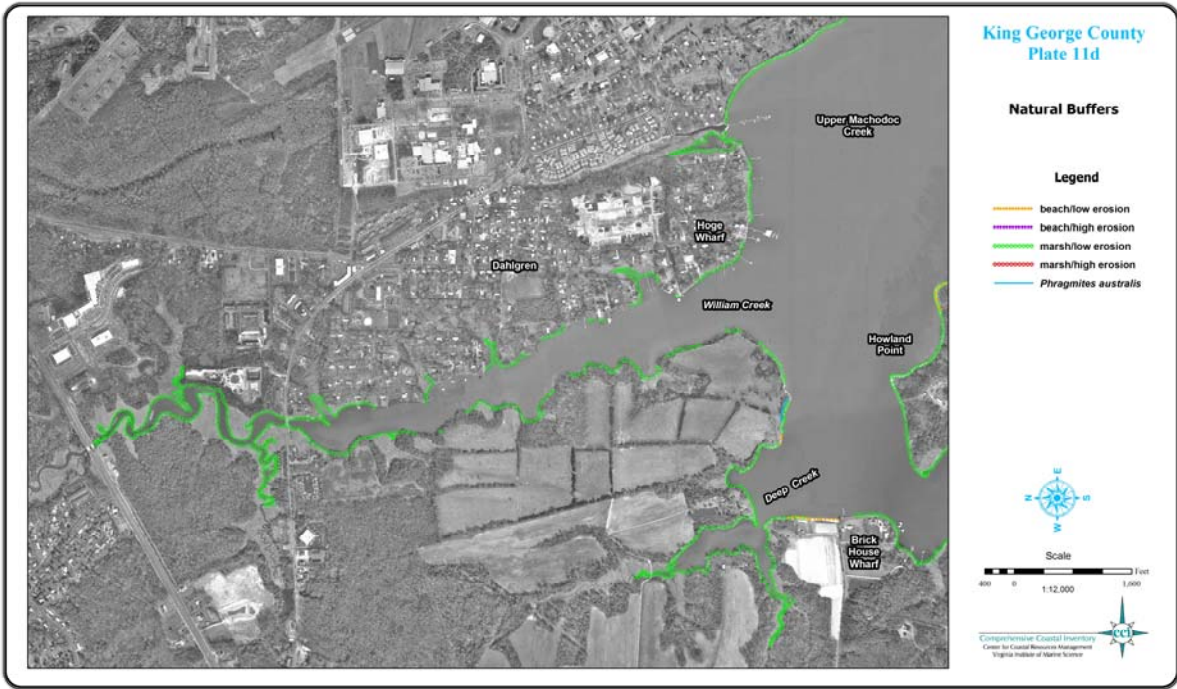 King George County
Plate 11d
Natural Buffers
Legend
beach/low erosion
beach/high erosion
marsh/low erosion
marsh/high erosion
Phragmites australis
Upper Machodoc
Creek
Hoge
Wharf
Dahlgren
William Creek
Howland
Point
Deep Creek
Brick
House
Wharf
N
E
S
W
Scale
400 0 1,600 Feet
1:12,000
Comprehensive Coastal Inventory
Center for Coastal Resources Management
Virginia Institute of Marine Science
cci